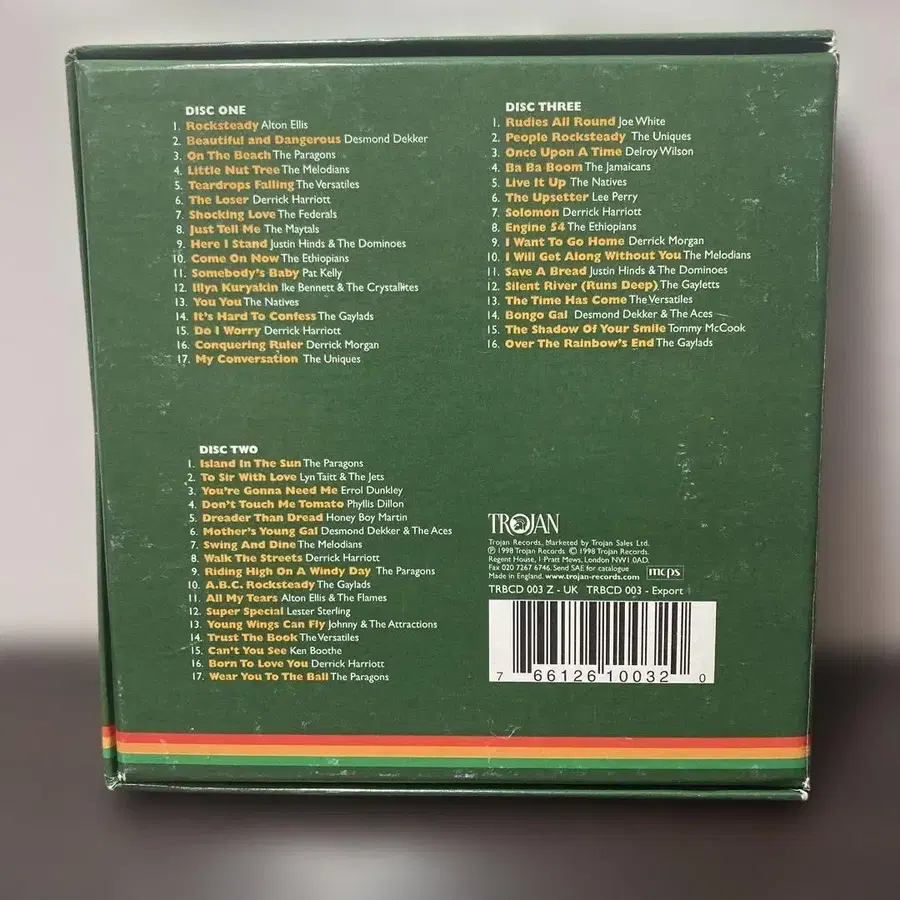 DISC ONE
1. Rocksteady Alton Ellis
2. Beautiful and Dangerous Desmond Dekker
3. On The Beach The Paragons
4. Little Nut Tree The Melodians
5. Teardrops Falling The Versatiles
6. The Loser Derrick Harriott
7. Shocking Love The Federals
8. Just Tell Me The Maytals
9. Here I Stand Justin Hinds & The Dominoes
10. Come On Now The Ethiopians
11. Somebody's Baby Pat Kelly
12. Illya Kuryakin Ike Bennett & The Crystallites
13. You You The Natives
14. It's Hard To Confess The Gaylads
15. Do I Worry Derrick Harriott
16. Conquering Ruler Derrick Morgan
17. My Conversation The Uniques
DISC TWO
1. Island In The Sun The Paragons
2. To Sir With Love Lyn Taitt & The Jets
3. You're Gonna Need Me Errol Dunkley
4. Don't Touch Me Tomato Phyllis Dillon
5. Dreader Than Dread Honey Boy Martin
6. Mother's Young Gal Desmond Dekker & The Aces
7. Swing And Dine The Melodians
8. Walk The Streets Derrick Harriott
9. Riding High On A Windy Day The Paragons
10. A.B.C. Rocksteady The Gaylads
11. All My Tears Alton Ellis & The Flames
12. Super Special Lester Sterling
13. Young Wings Can Fly Johnny & The Attractions
14. Trust The Book The Versatiles
15. Can't You See Ken Boothe
16. Born To Love You Derrick Harriott
17. Wear You To The Ball The Paragons
DISC THREE
1. Rudies All Round Joe White
2. People Rocksteady The Uniques
3. Once Upon A Time Delroy Wilson
4. Ba Ba Boom The Jamaicans
5. Live It Up The Natives
6. The Upsetter Lee Perry
7. Solomon Derrick Harriott
8. Engine 54 The Ethiopians
9. I Want To Go Home Derrick Morgan
10. I Will Get Along Without You The Melodians
11. Save A Bread Justin Hinds & The Dominoes
12. Silent River (Runs Deep) The Gayletts
13. The Time Has Come The Versatiles
14. Bongo Gal Desmond Dekker & The Aces
15. The Shadow Of Your Smile Tommy McCook
16. Over The Rainbow's End The Gaylads
TROJAN
Trojan Records, Marketed by Trojan Sales Ltd.
℗ 1998 Trojan Records © 1998 Trojan Records.
Regent House, 1 Pratt Mews, London NW1 0AD
Fax 020 7267 6746. Send SAE for catalogue
Made in England. www.trojan-records.com mcps
TRBCD 003 Z - UK TRBCD 003 - Export
7 66126 10032 0